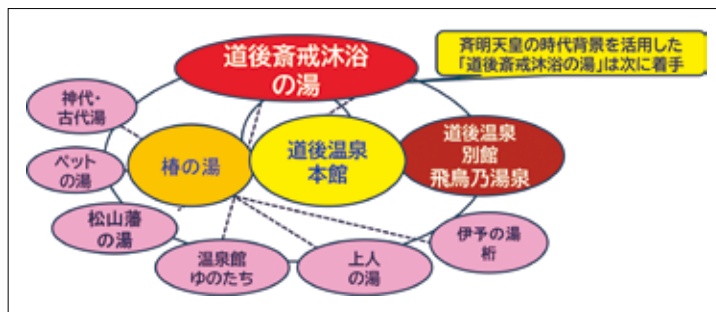 道後斎戒沐浴
の湯
斉明天皇の時代背景を活用した
「道後斎戒沐浴の湯」は次に着手
神代・
古代湯
ペット
の湯
椿の湯
道後温泉
本館
道後温泉
別館
飛鳥乃湯泉
松山藩
の湯
温泉館
ゆのたち
上人
の湯
伊予の湯
桁